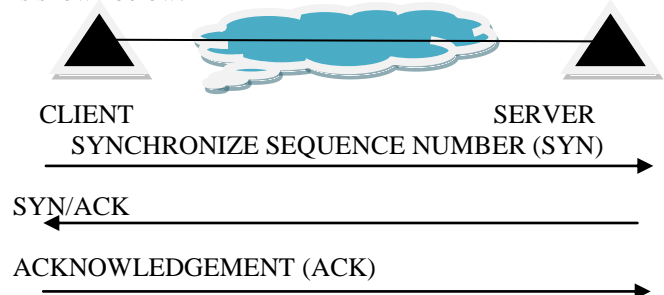 CLIENT SERVER
SYNCHRONIZE SEQUENCE NUMBER (SYN)
SYN/ACK
ACKNOWLEDGEMENT (ACK)